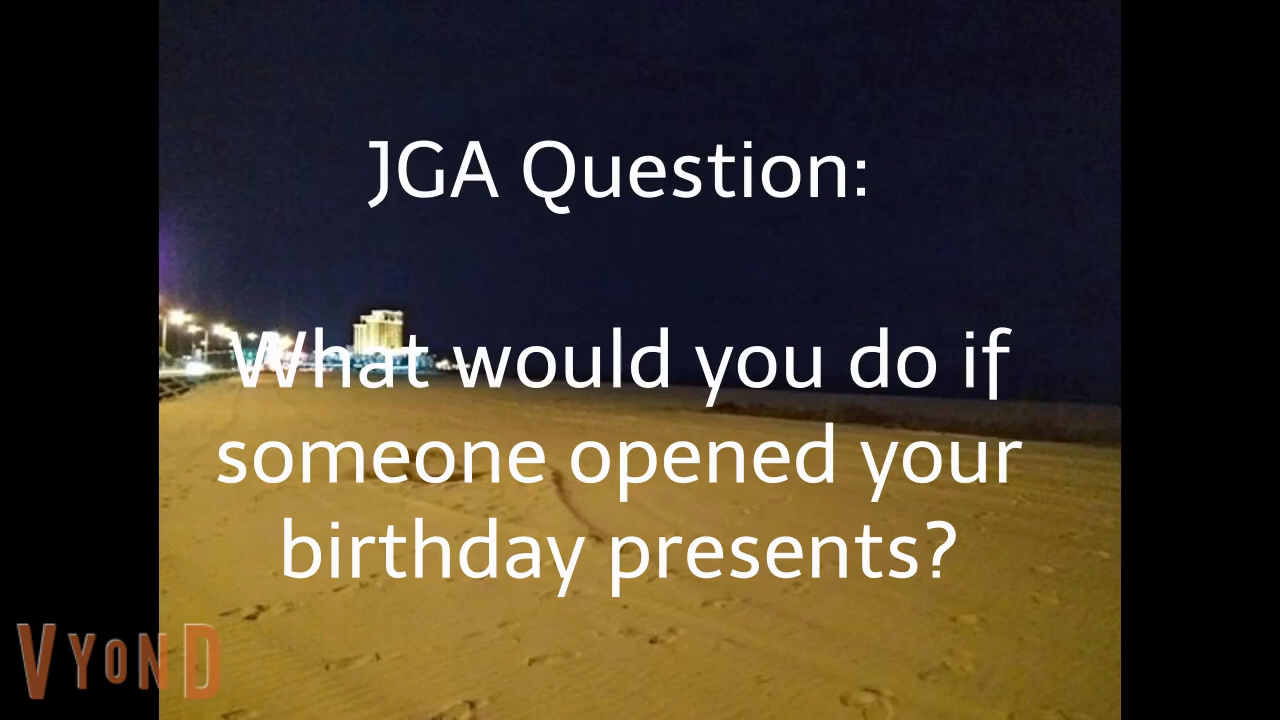 JGA Question:
What would you do if
someone opened your
birthday presents?
VYOND